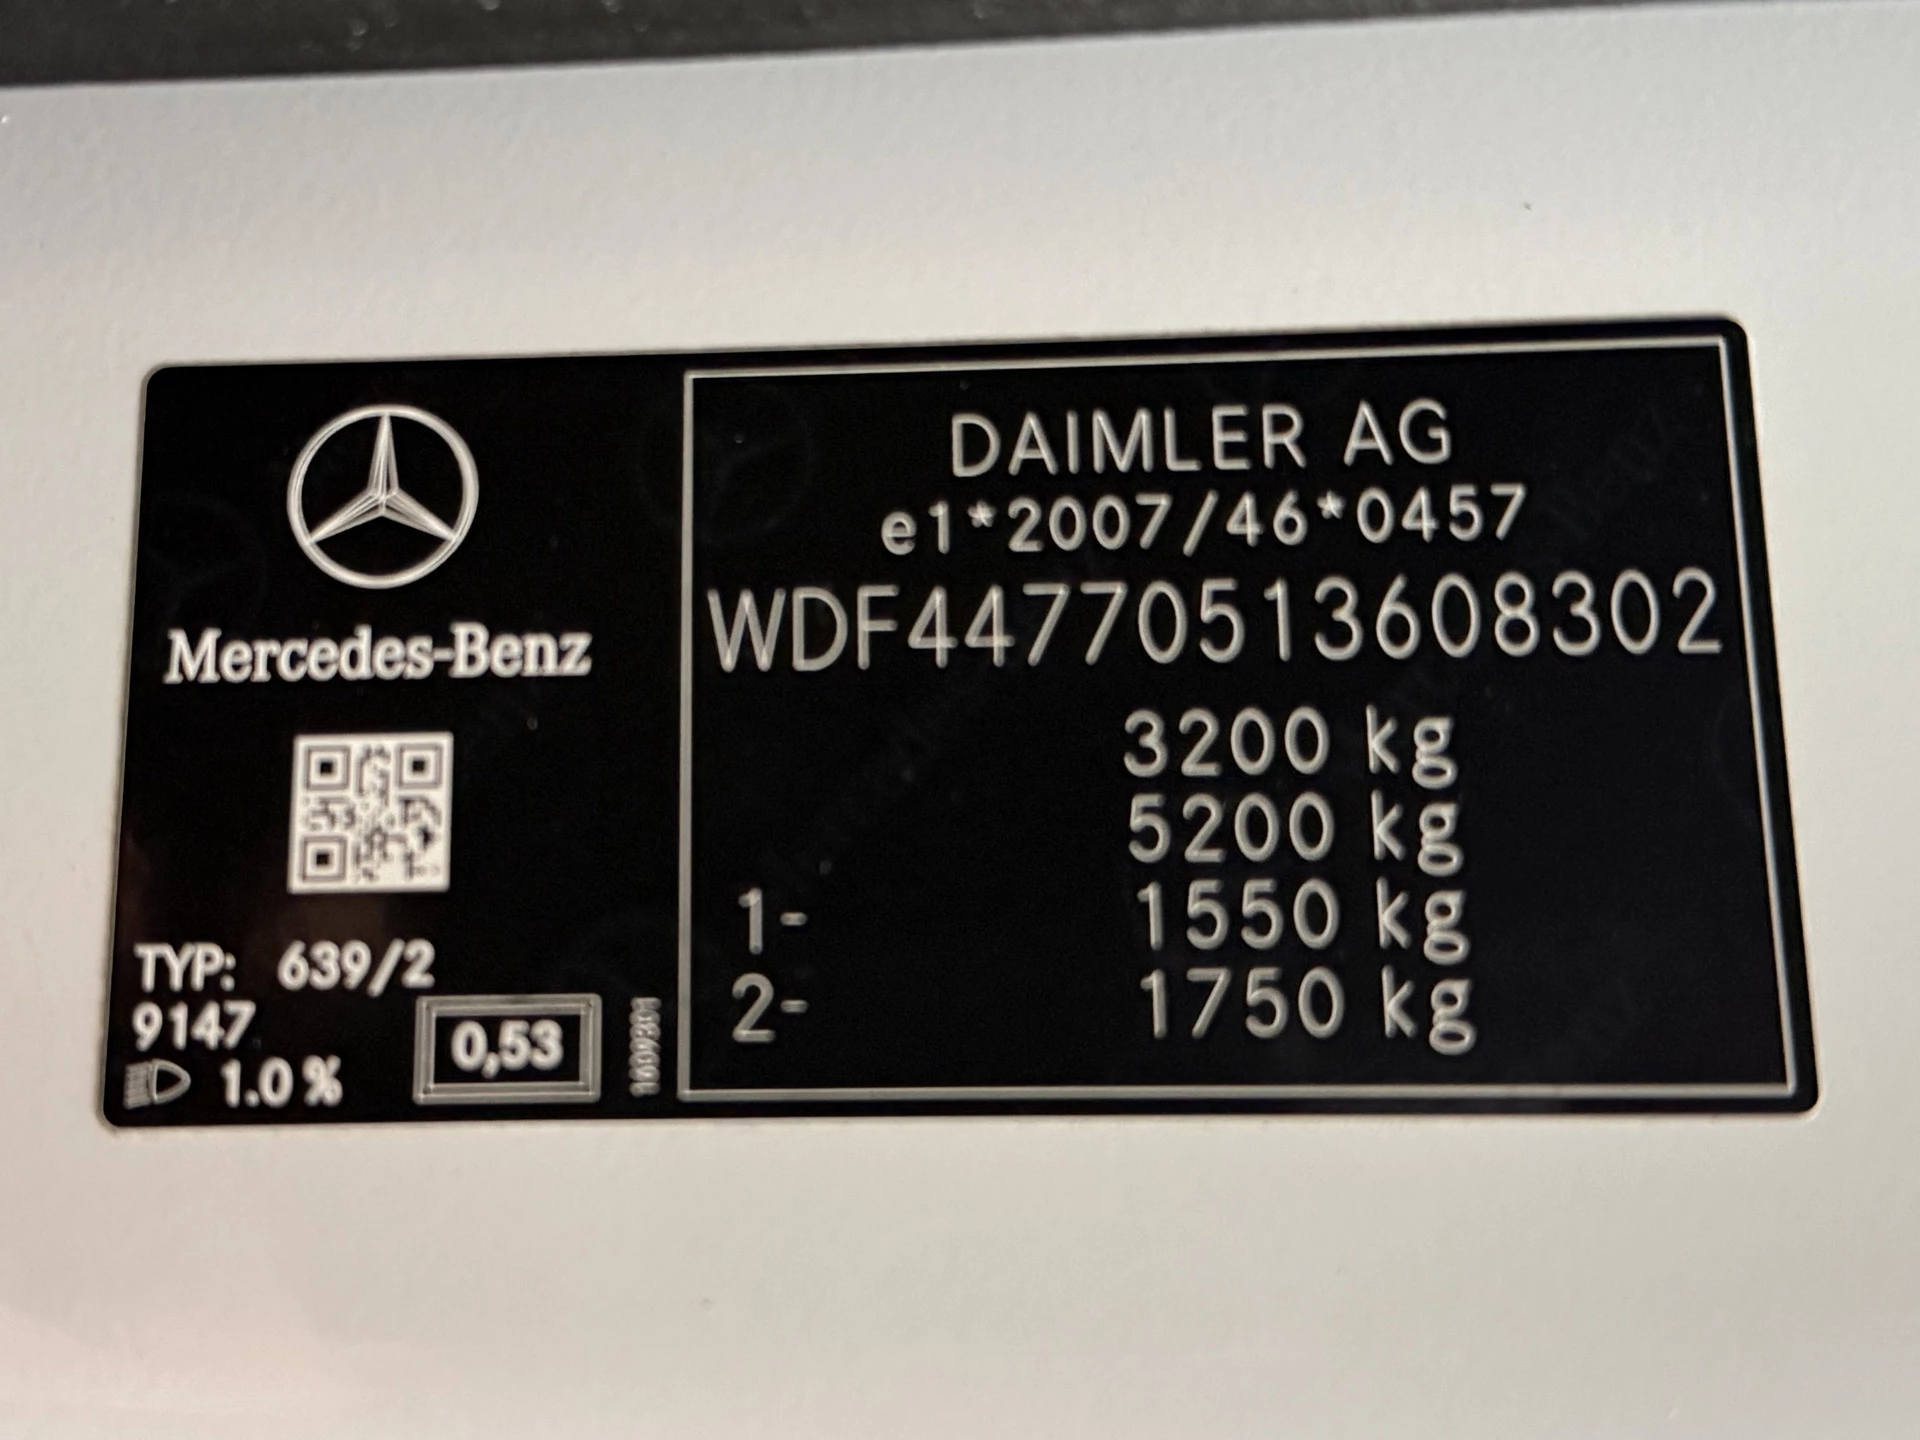 Mercedes-Benz
TYP: 639/2
9147
1.0 %
0,53
1609301
DAIMLER AG
e1*2007/46*0457
WDF44770513608302
3200 kg
5200 kg
1- 1550 kg
2- 1750 kg